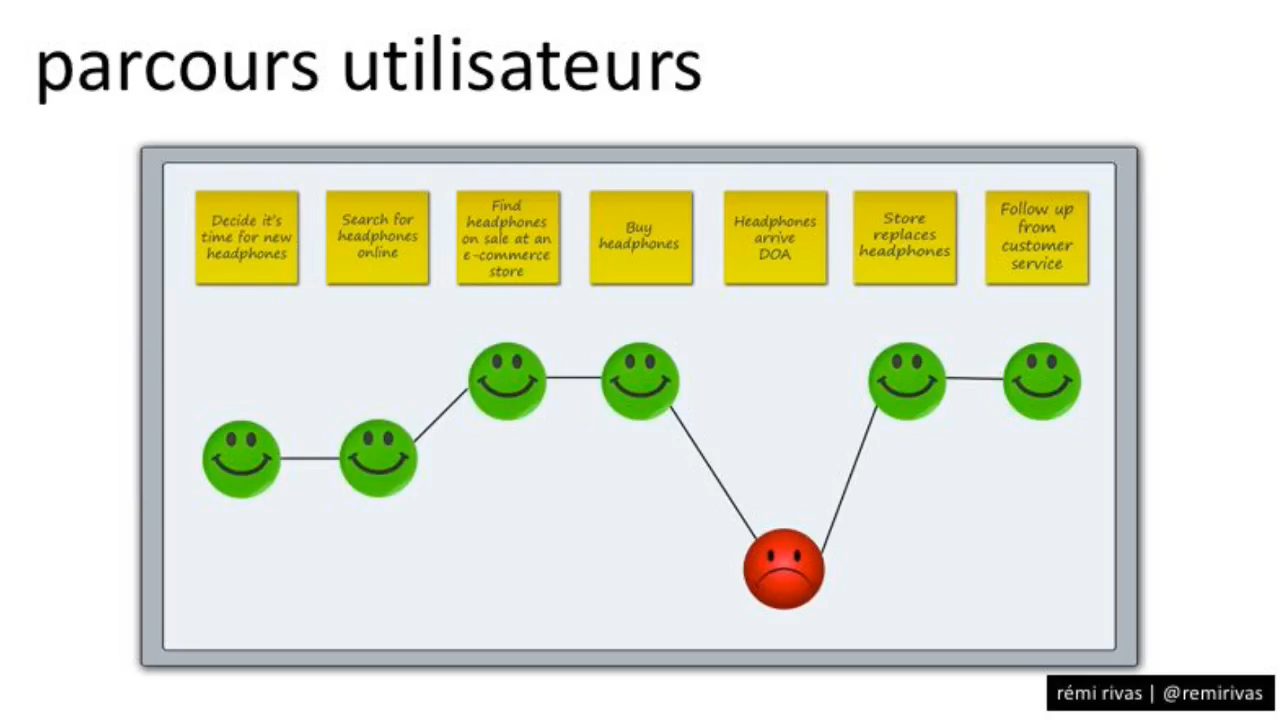 parcours utilisateurs
Decide it's
time for new
headphones
Search for
headphones
online
Find
headphones
on sale at an
e-commerce
store
Buy
headphones
Headphones
arrive
DOA
Store
replaces
headphones
Follow up
from
customer
service
rémi rivas | @remirivas